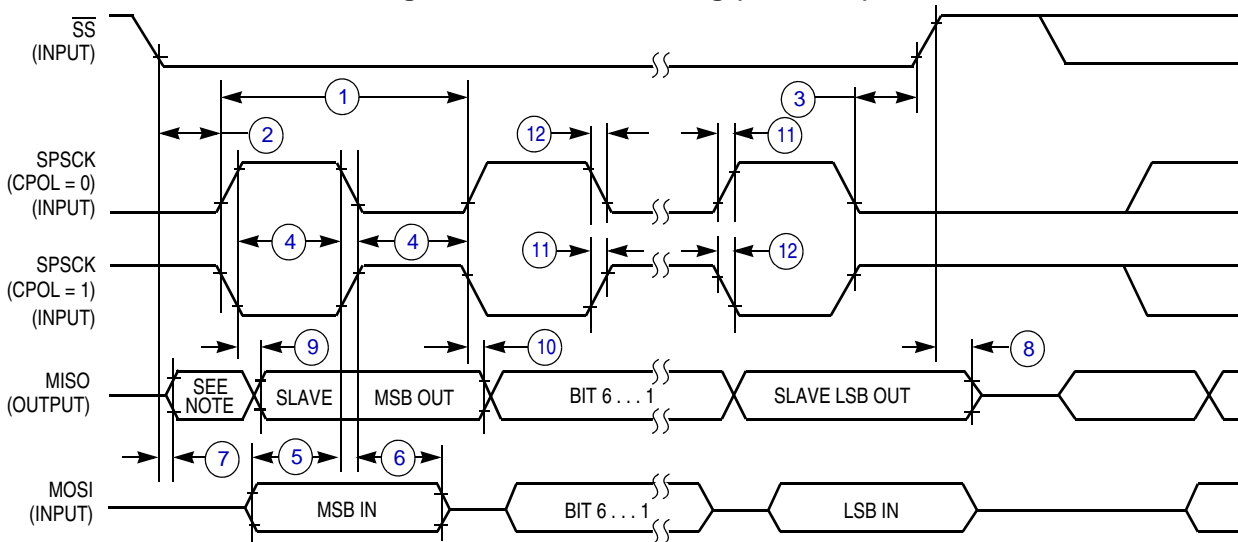 SS
(INPUT)
1
3
2
12
11
SPSCK
(CPOL = 0)
(INPUT)
4
4
11
12
SPSCK
(CPOL = 1)
(INPUT)
9
10
8
MISO
(OUTPUT)
SEE
NOTE
SLAVE
MSB OUT
BIT 6 . . . 1
SLAVE LSB OUT
7
5
6
MOSI
(INPUT)
MSB IN
BIT 6 . . . 1
LSB IN